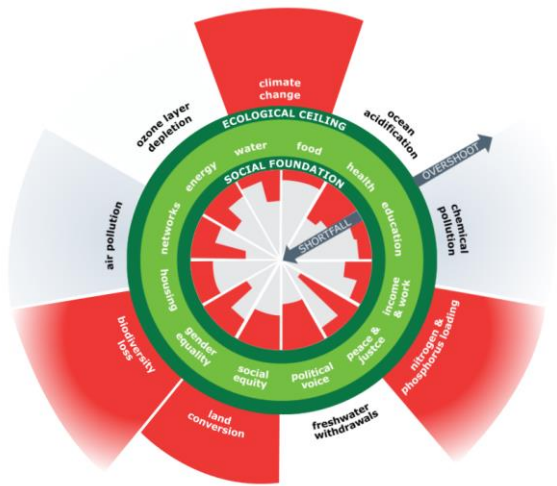 climate
change
ECOLOGICAL CEILING
ocean
acidification
OVERSHOOT
chemical
pollution
nitrogen &
phosphorus loading
freshwater
withdrawals
land
conversion
biodiversity
loss
air pollution
ozone layer
depletion
water
food
health
education
income
& work
peace &
justce
political
voice
social
equity
gender
equality
housing
networks
energy
SOCIAL FOUNDATION
SHORTFALL